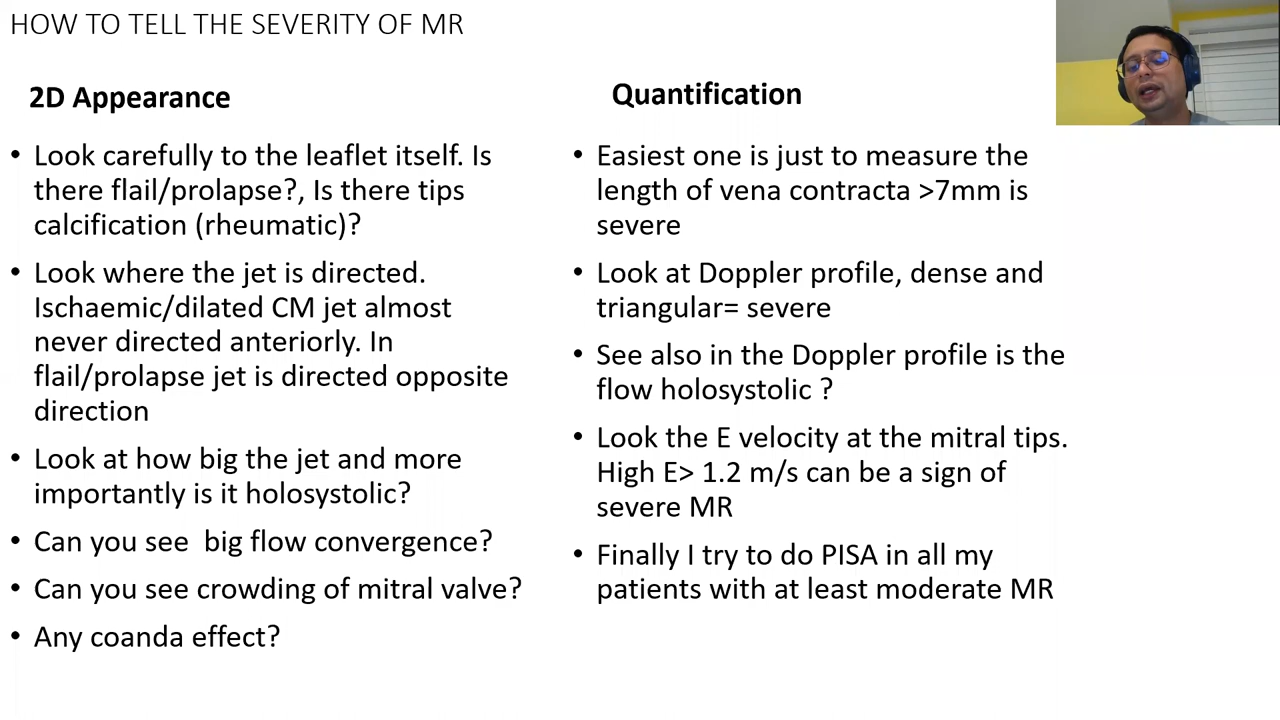 HOW TO TELL THE SEVERITY OF MR
2D Appearance
• Look carefully to the leaflet itself. Is
there flail/prolapse?, Is there tips
calcification (rheumatic)?
• Look where the jet is directed.
Ischaemic/dilated CM jet almost
never directed anteriorly. In
flail/prolapse jet is directed opposite
direction
• Look at how big the jet and more
importantly is it holosystolic?
• Can you see  big flow convergence?
• Can you see crowding of mitral valve?
• Any coanda effect?
Quantification
• Easiest one is just to measure the
length of vena contracta >7mm is
severe
• Look at Doppler profile, dense and
triangular= severe
• See also in the Doppler profile is the
flow holosystolic ?
• Look the E velocity at the mitral tips.
High E> 1.2 m/s can be a sign of
severe MR
• Finally I try to do PISA in all my
patients with at least moderate MR